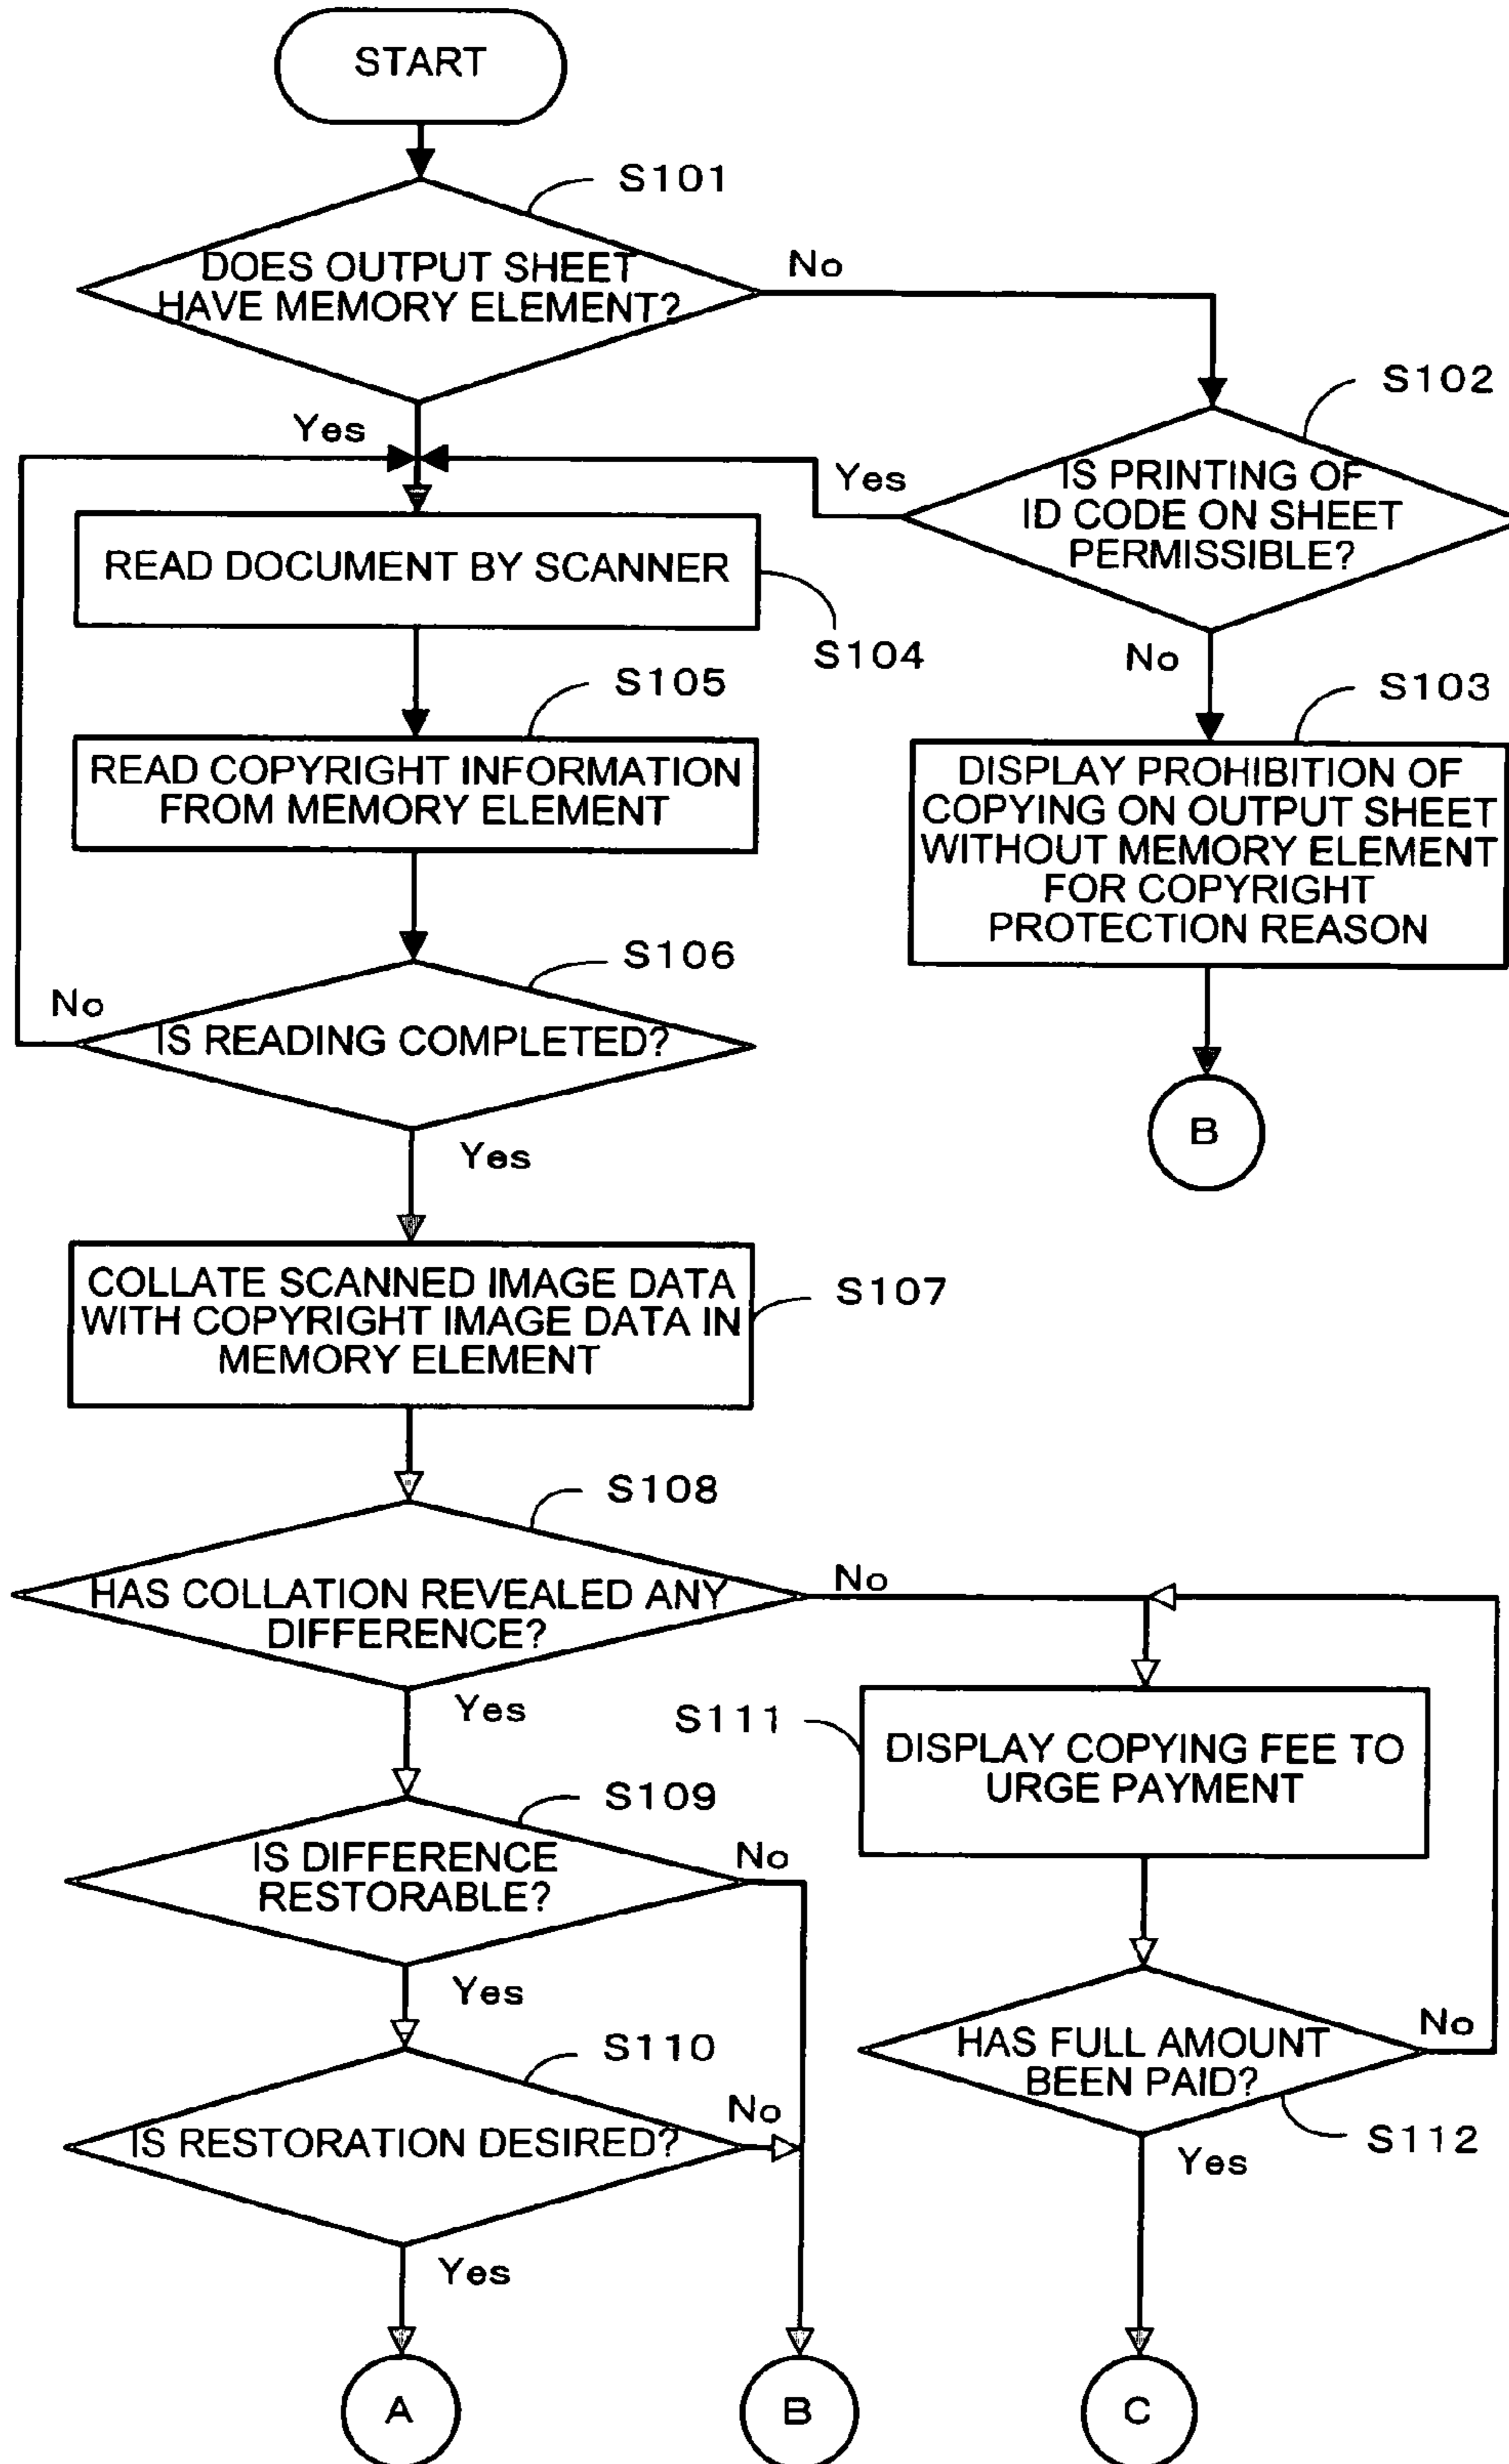 START
S101
DOES OUTPUT SHEET
HAVE MEMORY ELEMENT?
No
Yes
S102
IS PRINTING OF
ID CODE ON SHEET
PERMISSIBLE?
Yes
No
READ DOCUMENT BY SCANNER
S104
S105
READ COPYRIGHT INFORMATION
FROM MEMORY ELEMENT
S103
DISPLAY PROHIBITION OF
COPYING ON OUTPUT SHEET
WITHOUT MEMORY ELEMENT
FOR COPYRIGHT
PROTECTION REASON
B
S106
No
IS READING COMPLETED?
Yes
COLLATE SCANNED IMAGE DATA
WITH COPYRIGHT IMAGE DATA IN
MEMORY ELEMENT
S107
S108
HAS COLLATION REVEALED ANY
DIFFERENCE?
No
Yes
S111
DISPLAY COPYING FEE TO
URGE PAYMENT
S109
IS DIFFERENCE
RESTORABLE?
No
Yes
S110
IS RESTORATION DESIRED?
No
Yes
HAS FULL AMOUNT
BEEN PAID?
No
S112
Yes
A
B
C